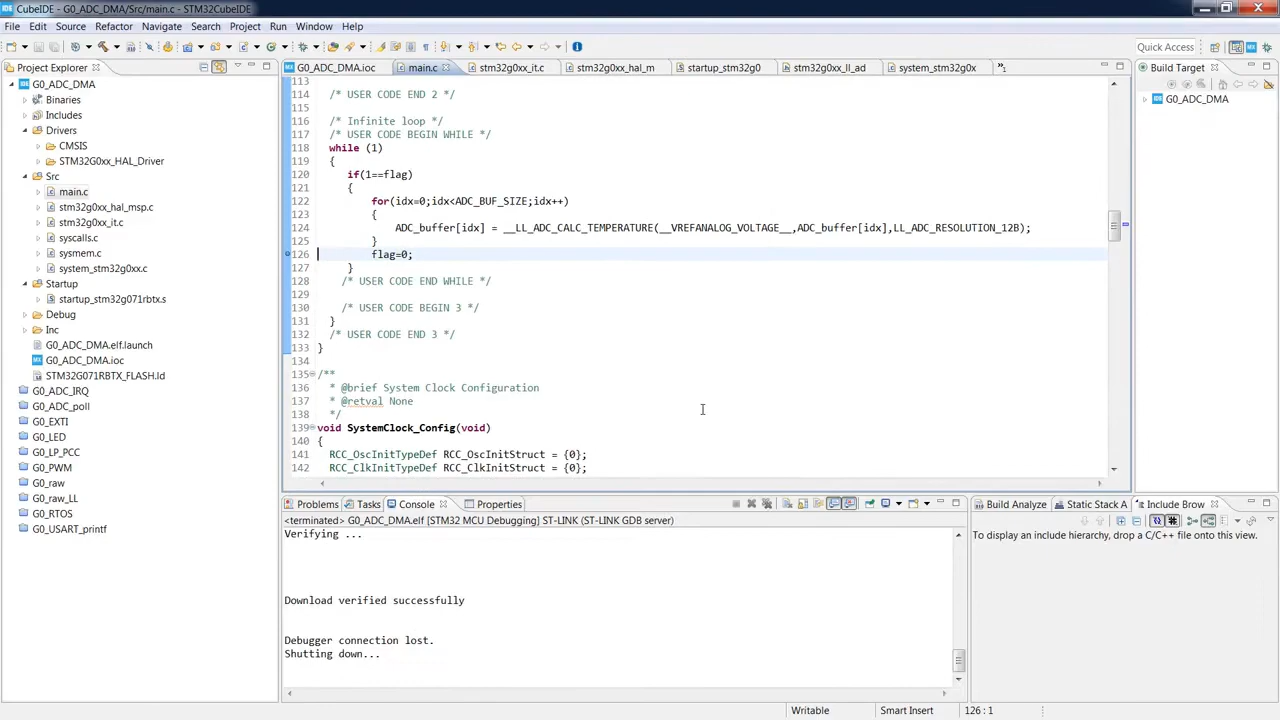 CubeIDE - G0_ADC_DMA/Src/main.c - STM32CubeIDE
File Edit Source Refactor Navigate Search Project Run Window Help
Quick Access
Project Explorer
G0_ADC_DMA
Binaries
Includes
Drivers
CMSIS
STM32G0xx_HAL_Driver
Src
main.c
stm32g0xx_hal_msp.c
stm32g0xx_it.c
syscalls.c
sysmem.c
system_stm32g0xx.c
Startup
startup_stm32g071rbtx.s
Debug
Inc
G0_ADC_DMA.elf.launch
G0_ADC_DMA.ioc
STM32G071RBTX_FLASH.ld
G0_ADC_IRQ
G0_ADC_poll
G0_EXTI
G0_LED
G0_LP_PCC
G0_PWM
G0_raw
G0_raw_LL
G0_RTOS
G0_USART_printf
G0_ADC_DMA.ioc main.c stm32g0xx_it.c stm32g0xx_hal_m startup_stm32g0 stm32g0xx_ll_ad system_stm32g0x »1
113
114 /* USER CODE END 2 */
115
116 /* Infinite loop */
117 /* USER CODE BEGIN WHILE */
118 while (1)
119 {
120 if(1==flag)
121 {
122 for(idx=0;idx<ADC_BUF_SIZE;idx++)
123 {
124 ADC_buffer[idx] = __LL_ADC_CALC_TEMPERATURE(__VREFANALOG_VOLTAGE__,ADC_buffer[idx],LL_ADC_RESOLUTION_12B);
125 }
126 flag=0;
127 }
128 /* USER CODE END WHILE */
129
130 /* USER CODE BEGIN 3 */
131 }
132 /* USER CODE END 3 */
133 }
134
135 /**
136 * @brief System Clock Configuration
137 * @retval None
138 */
139 void SystemClock_Config(void)
140 {
141 RCC_OscInitTypeDef RCC_OscInitStruct = {0};
142 RCC_ClkInitTypeDef RCC_ClkInitStruct = {0};
Build Target
G0_ADC_DMA
Problems Tasks Console Properties
<terminated> G0_ADC_DMA.elf [STM32 MCU Debugging] ST-LINK (ST-LINK GDB server)
Verifying ...
Download verified successfully
Debugger connection lost.
Shutting down...
Build Analyze Static Stack A Include Brow
To display an include hierarchy, drop a C/C++ file onto this view.
Writable Smart Insert 126 : 1